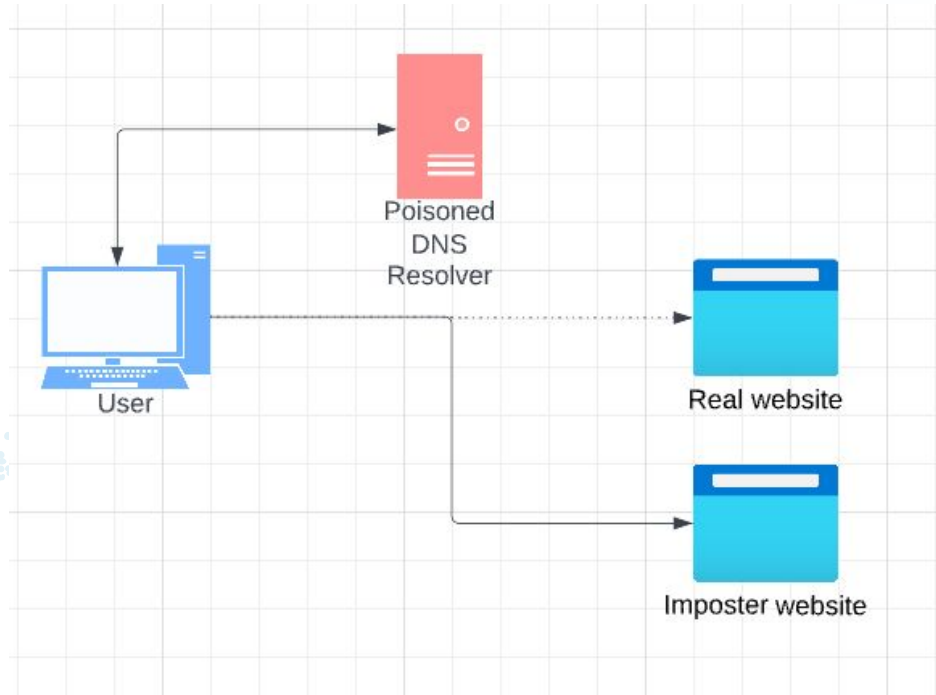 Poisoned
DNS
Resolver
User
Real website
Imposter website